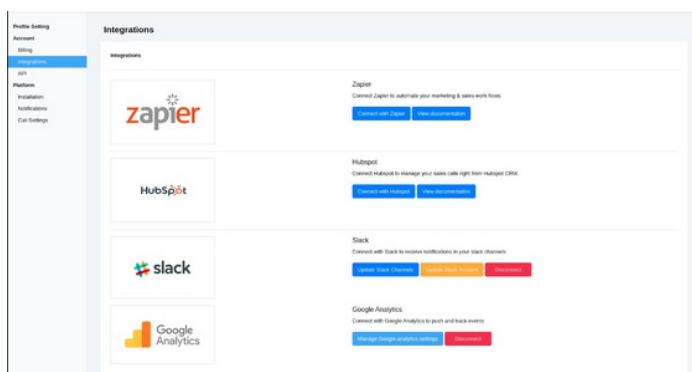 Profile Setting
Account
Billing
Integrations
API
Platform
Installation
Notifications
Call Settings
Integrations
Integrations
zapier
Zapier
Connect Zapier to automate your marketing & sales work flows
Connect with Zapier
View documentation
HubSpot
Hubspot
Connect Hubspot to manage your sales calls right from Hubspot CRM.
Connect with Hubspot
View documentation
slack
Slack
Connect with Slack to receive notifications in your slack channels
Update Slack Channels
Update Slack Account
Disconnect
Google
Analytics
Google Analytics
Connect with Google Analytics to push and track events
Manage Google analytics settings
Disconnect